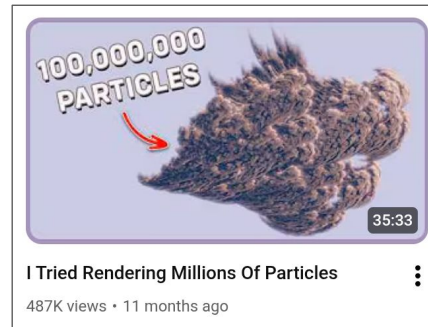 100,000,000
PARTICLES
35:33
I Tried Rendering Millions Of Particles
487K views • 11 months ago